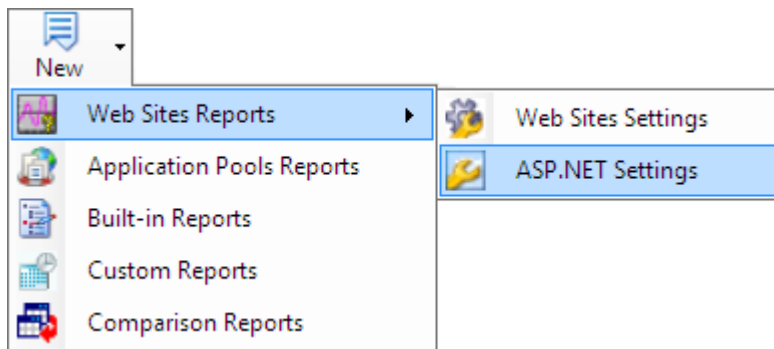 New
Web Sites Reports
Web Sites Settings
Application Pools Reports
ASP.NET Settings
Built-in Reports
Custom Reports
Comparison Reports